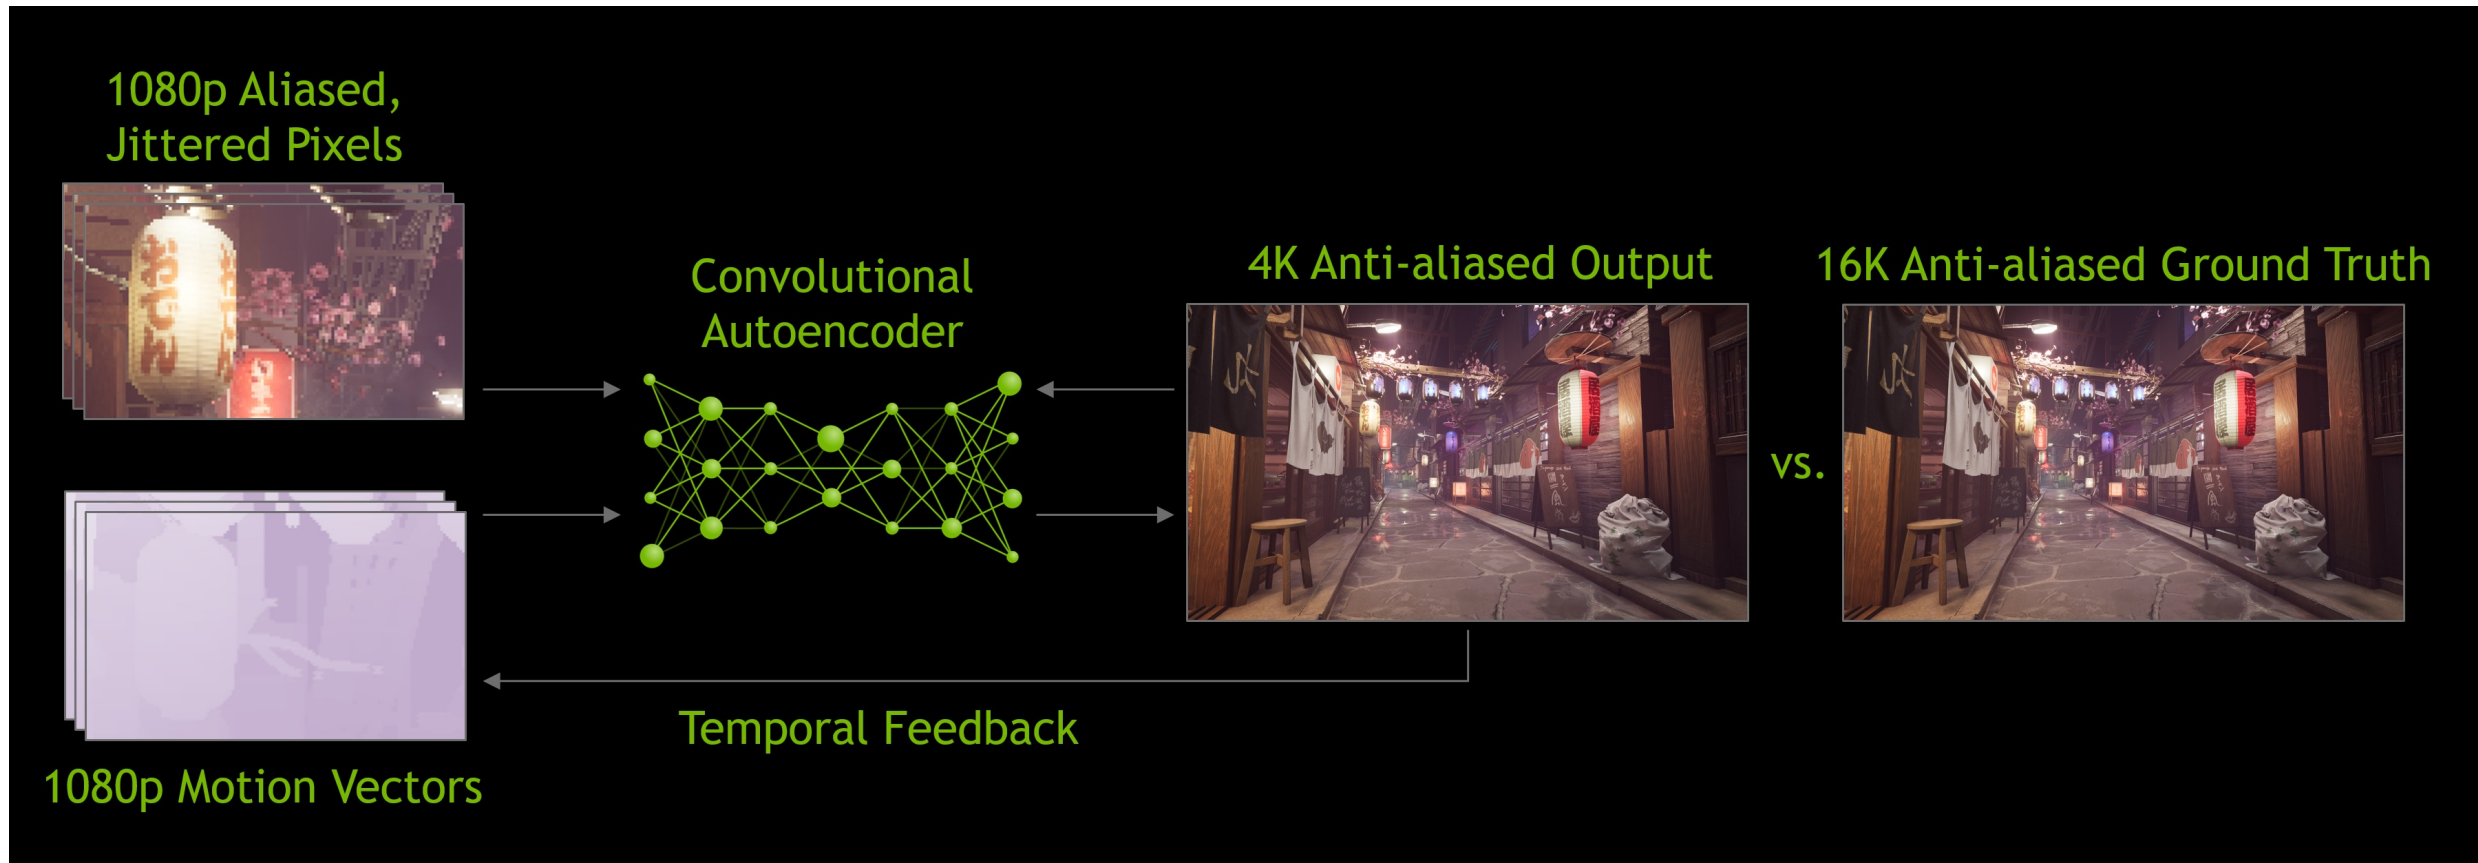 1080p Aliased,
Jittered Pixels
Convolutional
Autoencoder
4K Anti-aliased Output
16K Anti-aliased Ground Truth
vs.
Temporal Feedback
1080p Motion Vectors